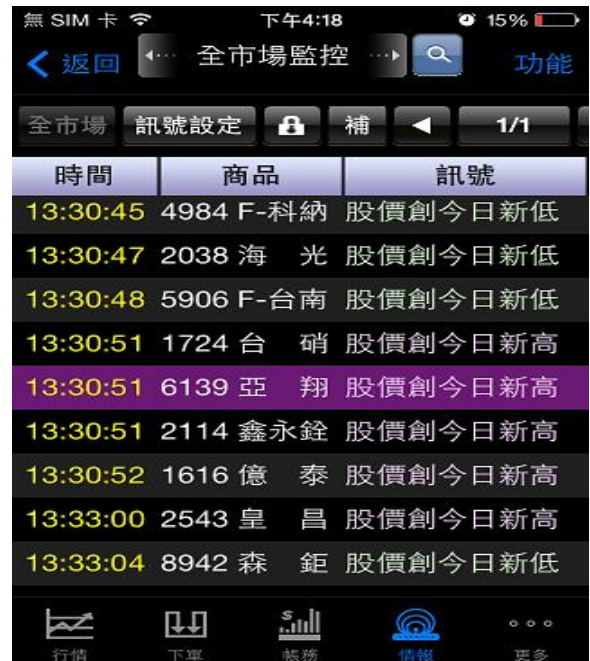 無 SIM 卡 下午4:18 15%
返回 全市場監控 功能
全市場 訊號設定 補 1/1
時間 商品 訊號
13:30:45 4984 F-科納 股價創今日新低
13:30:47 2038 海 光 股價創今日新低
13:30:48 5906 F-台南 股價創今日新低
13:30:51 1724 台 硝 股價創今日新高
13:30:51 6139 亞 翔 股價創今日新高
13:30:51 2114 鑫永銓 股價創今日新高
13:30:52 1616 億 泰 股價創今日新高
13:33:00 2543 皇 昌 股價創今日新高
13:33:04 8942 森 鉅 股價創今日新低
行情 下單 帳務 情報 更多